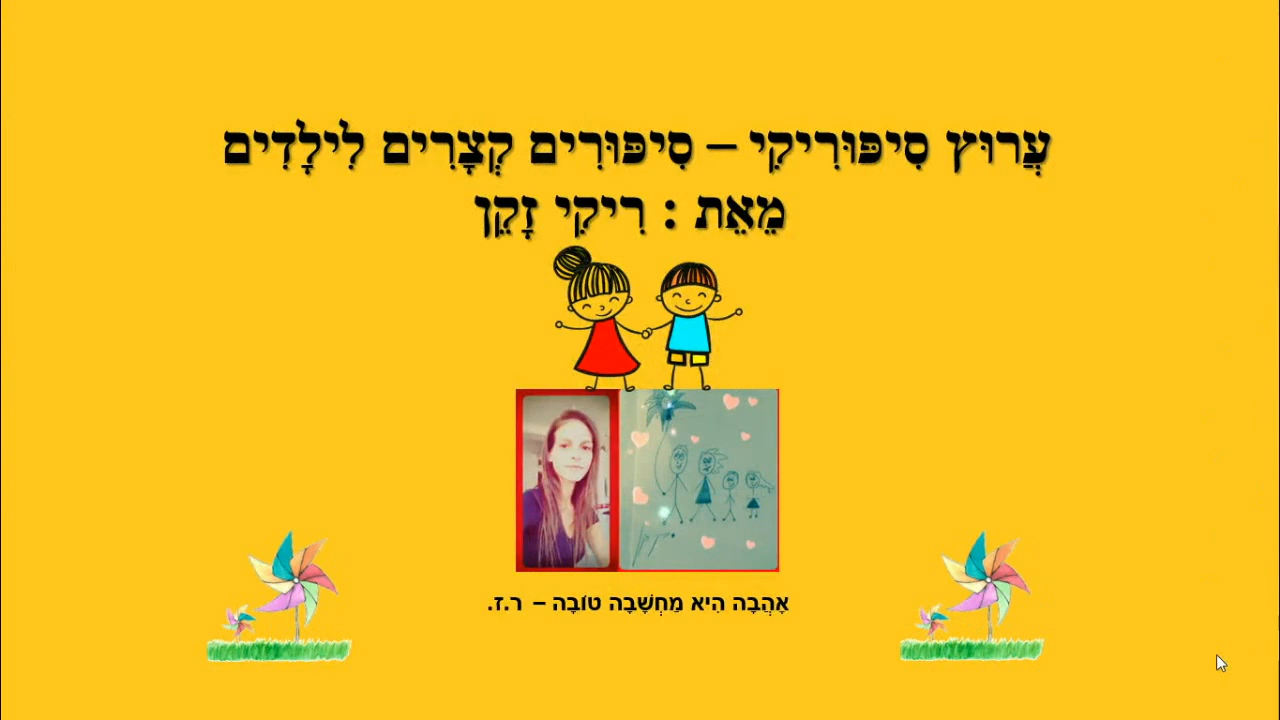 עֲרוּץ סִיפּוּרִיקִי – סִיפּוּרִים קְצָרִים לִילָדִים
מֵאֵת : רִיקִי זָקֵן
אַהֲבָה הִיא מַחְשָׁבָה טוֹבָה – ר.ז.